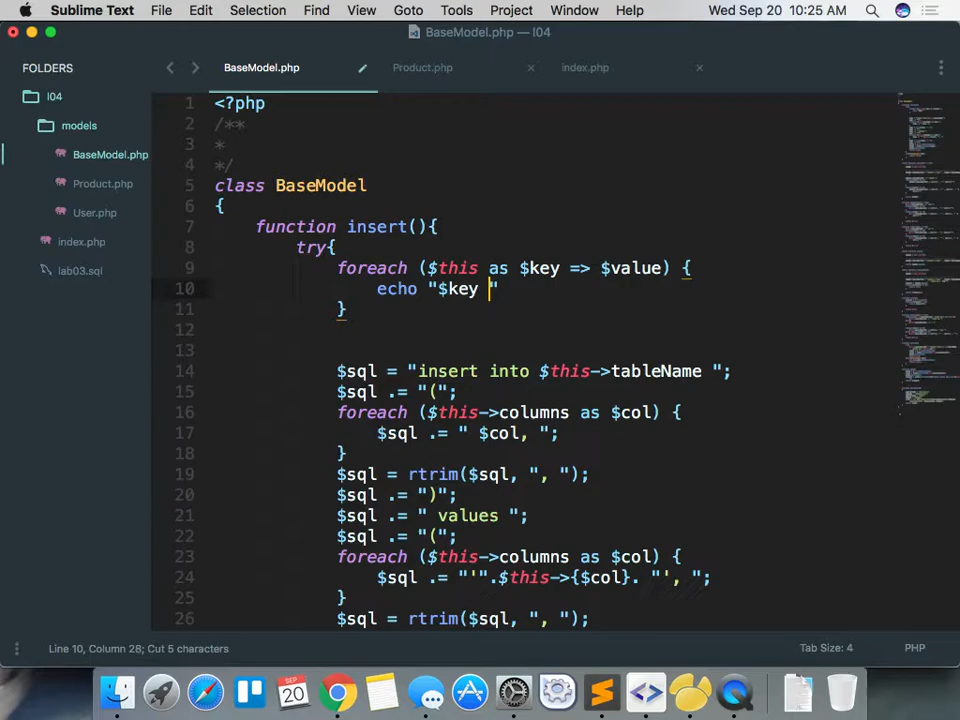 Sublime Text File Edit Selection Find View Goto Tools Project Window Help Wed Sep 20 10:25 AM
BaseModel.php — l04
FOLDERS
l04
models
BaseModel.php
Product.php
User.php
index.php
lab03.sql
BaseModel.php Product.php index.php
1 <?php
2 /**
3 *
4 */
5 class BaseModel
6 {
7 function insert(){
8 try{
9 foreach ($this as $key => $value) {
10 echo "$key "
11 }
12
13
14 $sql = "insert into $this->tableName ";
15 $sql .= "(";
16 foreach ($this->columns as $col) {
17 $sql .= " $col, ";
18 }
19 $sql = rtrim($sql, ", ");
20 $sql .= ")";
21 $sql .= " values ";
22 $sql .= "(";
23 foreach ($this->columns as $col) {
24 $sql .= "'".$this->{$col}. "', ";
25 }
26 $sql = rtrim($sql, ", ");
Line 10, Column 28; Cut 5 characters Tab Size: 4 PHP
SEP
20